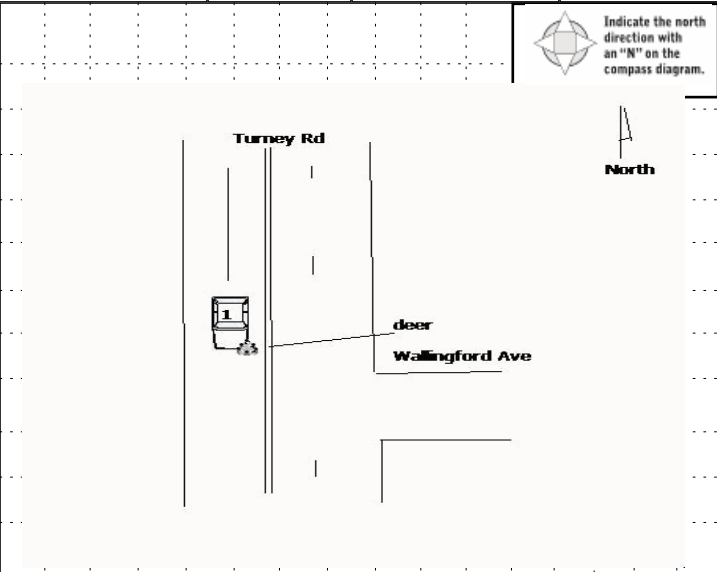 Indicate the north
direction with
an "N" on the
compass diagram.
Turney Rd
North
1
deer
Wallingford Ave